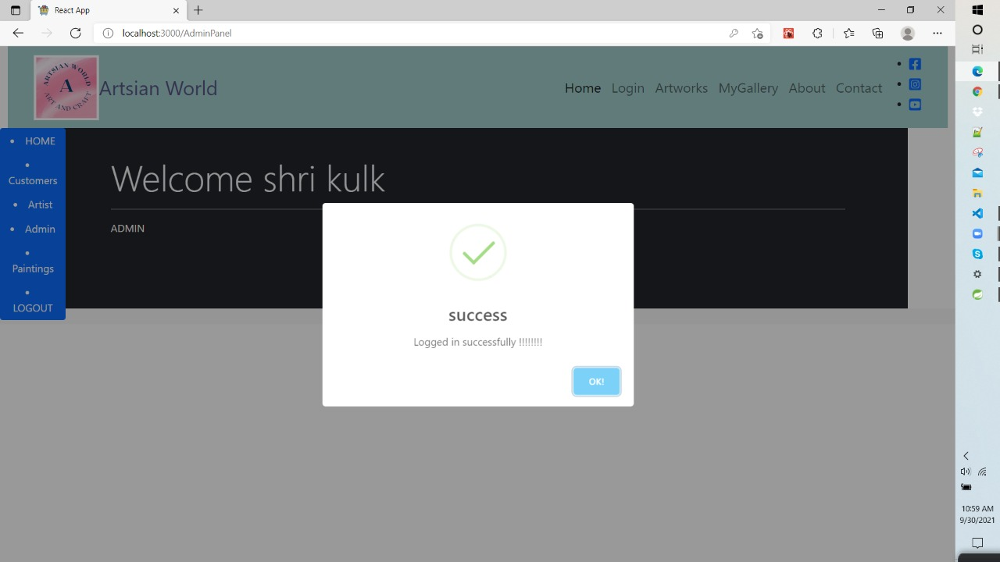 React App
localhost:3000/AdminPanel
ARTSIAN WORLD
A
ART AND CRAFT
Artsian World
Home Login Artworks MyGallery About Contact
HOME
Customers
Artist
Admin
Paintings
LOGOUT
Welcome shri kulk
ADMIN
success
Logged in successfully !!!!!!!!
OK!
10:59 AM
9/30/2021